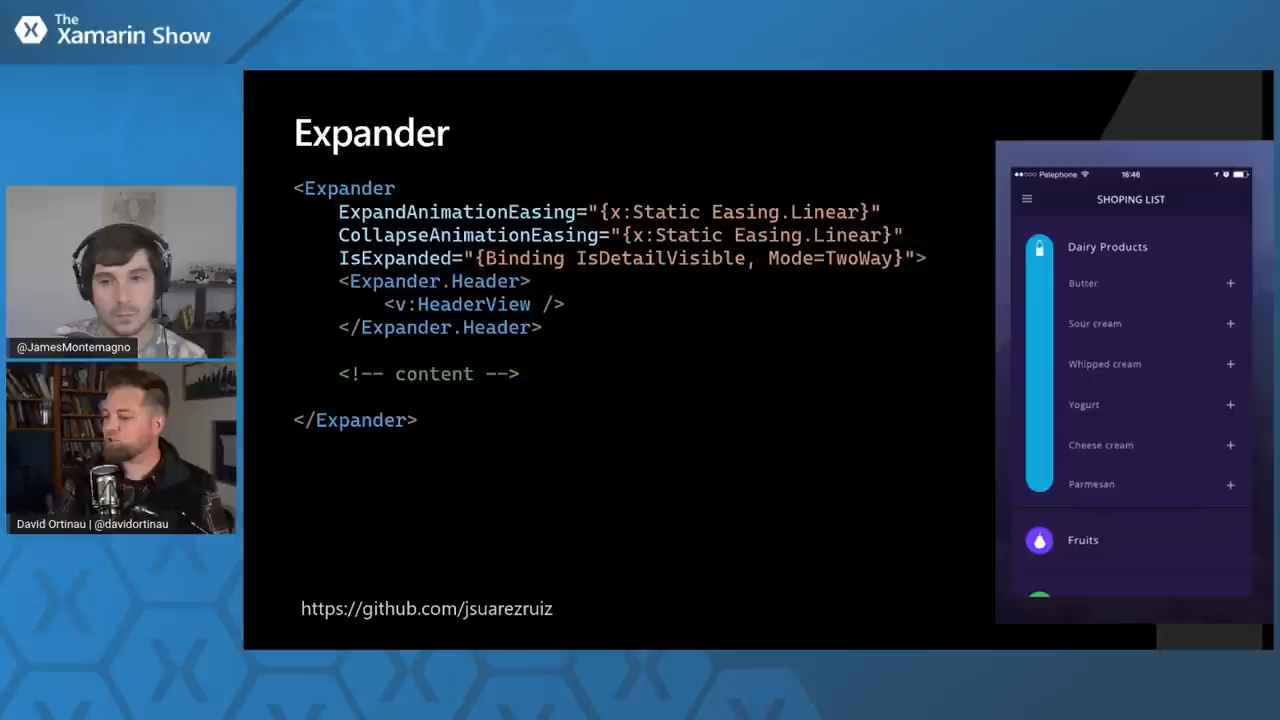 The
Xamarin Show
Expander
<Expander
ExpandAnimationEasing="{x:Static Easing.Linear}"
CollapseAnimationEasing="{x:Static Easing.Linear}"
IsExpanded="{Binding IsDetailVisible, Mode=TwoWay}">
<Expander.Header>
<v:HeaderView />
</Expander.Header>
<!-- content -->
</Expander>
https://github.com/jsuarezruiz
Pelephone
16:46
SHOPING LIST
Dairy Products
Butter +
Sour cream +
Whipped cream +
Yogurt +
Cheese cream +
Parmesan +
Fruits
@JamesMontemagno
David Ortinau | @davidortinau